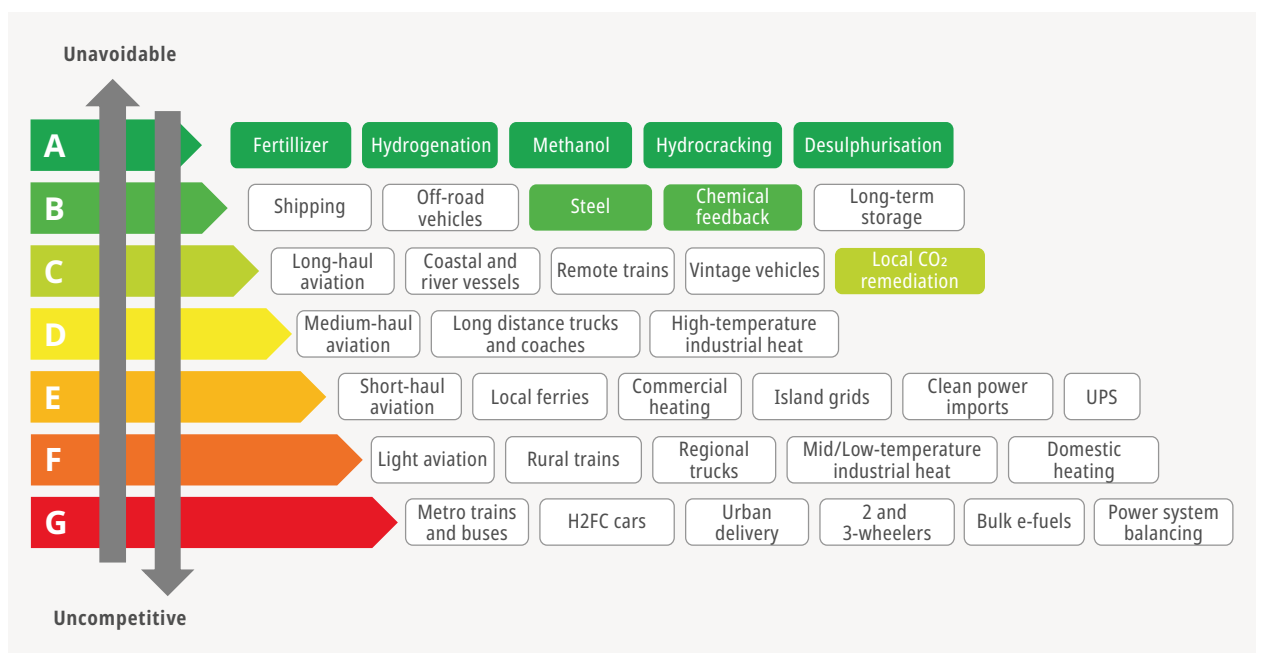 Unavoidable
A
Fertillizer
Hydrogenation
Methanol
Hydrocracking
Desulphurisation
B
Shipping
Off-road
vehicles
Steel
Chemical
feedback
Long-term
storage
C
Long-haul
aviation
Coastal and
river vessels
Remote trains
Vintage vehicles
Local CO₂
remediation
D
Medium-haul
aviation
Long distance trucks
and coaches
High-temperature
industrial heat
E
Short-haul
aviation
Local ferries
Commercial
heating
Island grids
Clean power
imports
UPS
F
Light aviation
Rural trains
Regional
trucks
Mid/Low-temperature
industrial heat
Domestic
heating
G
Metro trains
and buses
H2FC cars
Urban
delivery
2 and
3-wheelers
Bulk e-fuels
Power system
balancing
Uncompetitive